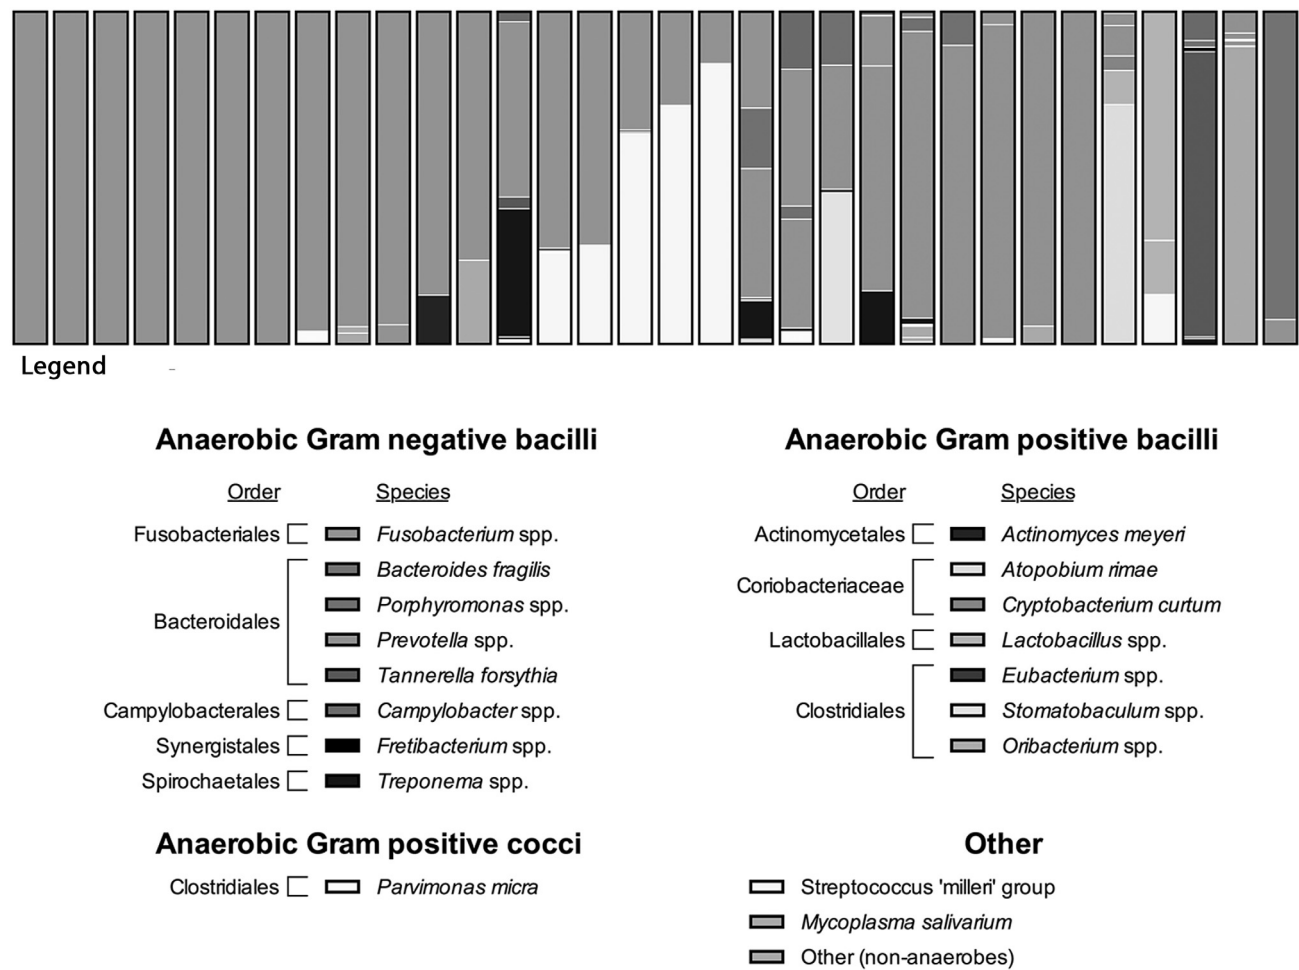 Legend
Anaerobic Gram negative bacilli
Order Species
Fusobacteriales Fusobacterium spp.
Bacteroides fragilis
Porphyromonas spp.
Bacteroidales
Prevotella spp.
Tannerella forsythia
Campylobacterales Campylobacter spp.
Synergistales Fretibacterium spp.
Spirochaetales Treponema spp.
Anaerobic Gram positive cocci
Clostridiales Parvimonas micra
Anaerobic Gram positive bacilli
Order Species
Actinomycetales Actinomyces meyeri
Atopobium rimae
Coriobacteriaceae
Cryptobacterium curtum
Lactobacillales Lactobacillus spp.
Eubacterium spp.
Clostridiales Stomatobaculum spp.
Oribacterium spp.
Other
Streptococcus 'milleri' group
Mycoplasma salivarium
Other (non-anaerobes)